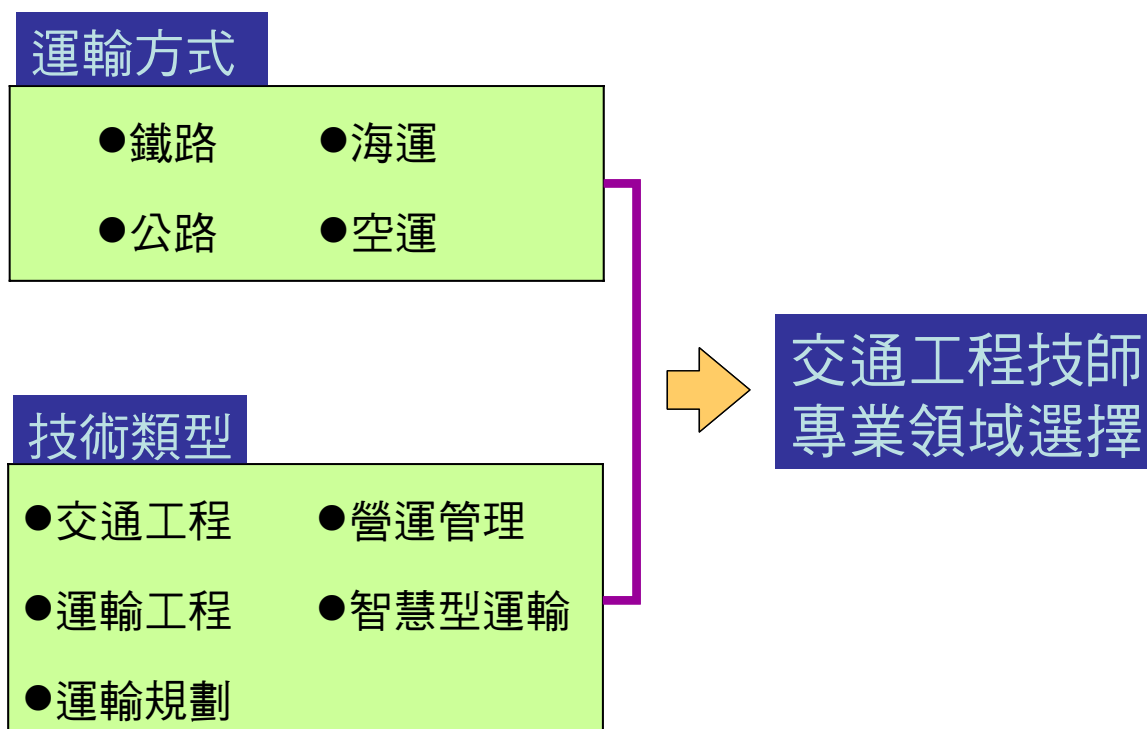 運輸方式
●鐵路 ●海運
●公路 ●空運
技術類型
●交通工程 ●營運管理
●運輸工程 ●智慧型運輸
●運輸規劃
交通工程技師
專業領域選擇